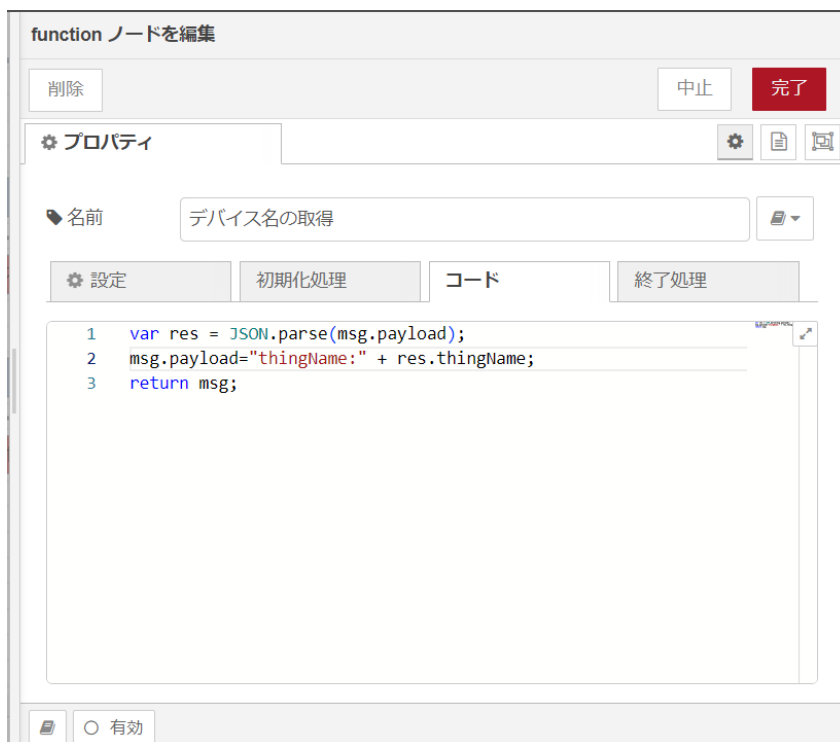 function ノードを編集
削除
中止
完了
プロパティ
名前
デバイス名の取得
設定
初期化処理
コード
終了処理
1 var res = JSON.parse(msg.payload);
2 msg.payload="thingName:" + res.thingName;
3 return msg;
有効